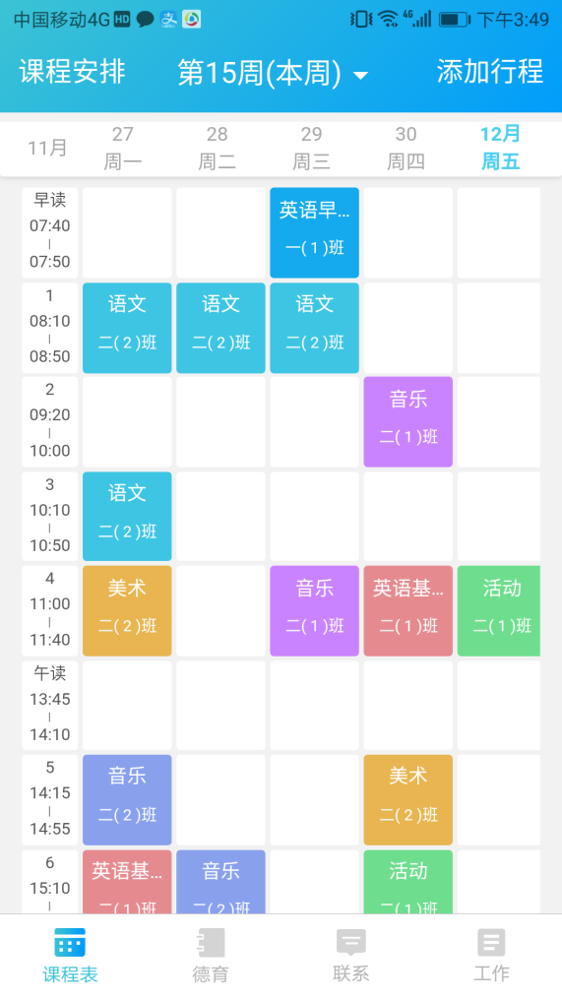 中国移动4G HD 4G 下午3:49
课程安排 第15周(本周) 添加行程
11月 27 28 29 30 12月
周一 周二 周三 周四 周五
早读
07:40
07:50
英语早...
一(1)班
1
08:10
08:50
语文 语文 语文
二(2)班 二(2)班 二(2)班
2
09:20
10:00
音乐
二(1)班
3
10:10
10:50
语文
二(2)班
4
11:00
11:40
美术 音乐 英语基... 活动
二(2)班 二(1)班 二(1)班 二(1)班
午读
13:45
14:10
5
14:15
14:55
音乐 美术
二(2)班 二(2)班
6
15:10
英语基... 音乐 活动
二(1)班 二(2)班 二(1)班
课程表 德育 联系 工作